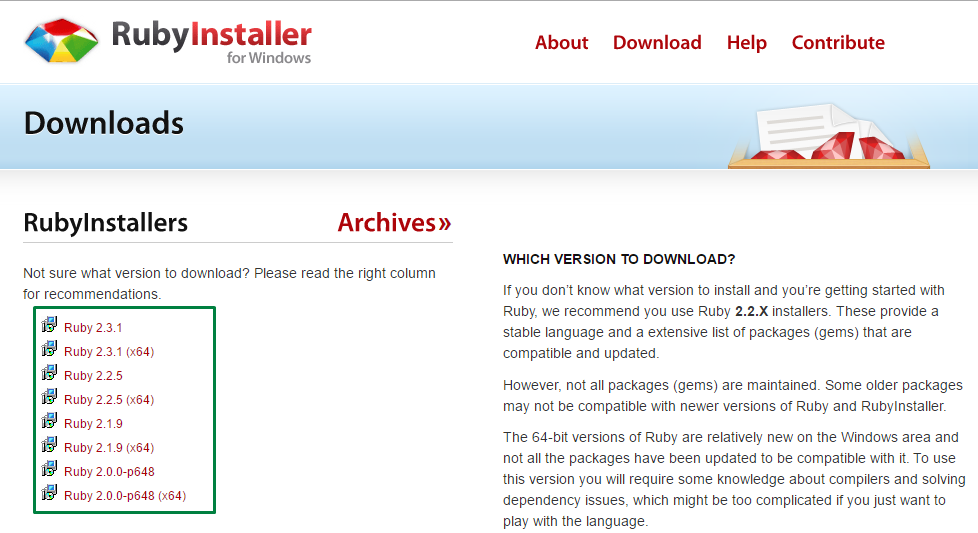 RubyInstaller
for Windows
About Download Help Contribute
Downloads
RubyInstallers
Archives»
Not sure what version to download? Please read the right column
for recommendations.
Ruby 2.3.1
Ruby 2.3.1 (x64)
Ruby 2.2.5
Ruby 2.2.5 (x64)
Ruby 2.1.9
Ruby 2.1.9 (x64)
Ruby 2.0.0-p648
Ruby 2.0.0-p648 (x64)
WHICH VERSION TO DOWNLOAD?
If you don’t know what version to install and you’re getting started with
Ruby, we recommend you use Ruby 2.2.X installers. These provide a
stable language and a extensive list of packages (gems) that are
compatible and updated.
However, not all packages (gems) are maintained. Some older packages
may not be compatible with newer versions of Ruby and RubyInstaller.
The 64-bit versions of Ruby are relatively new on the Windows area and
not all the packages have been updated to be compatible with it. To use
this version you will require some knowledge about compilers and solving
dependency issues, which might be too complicated if you just want to
play with the language.